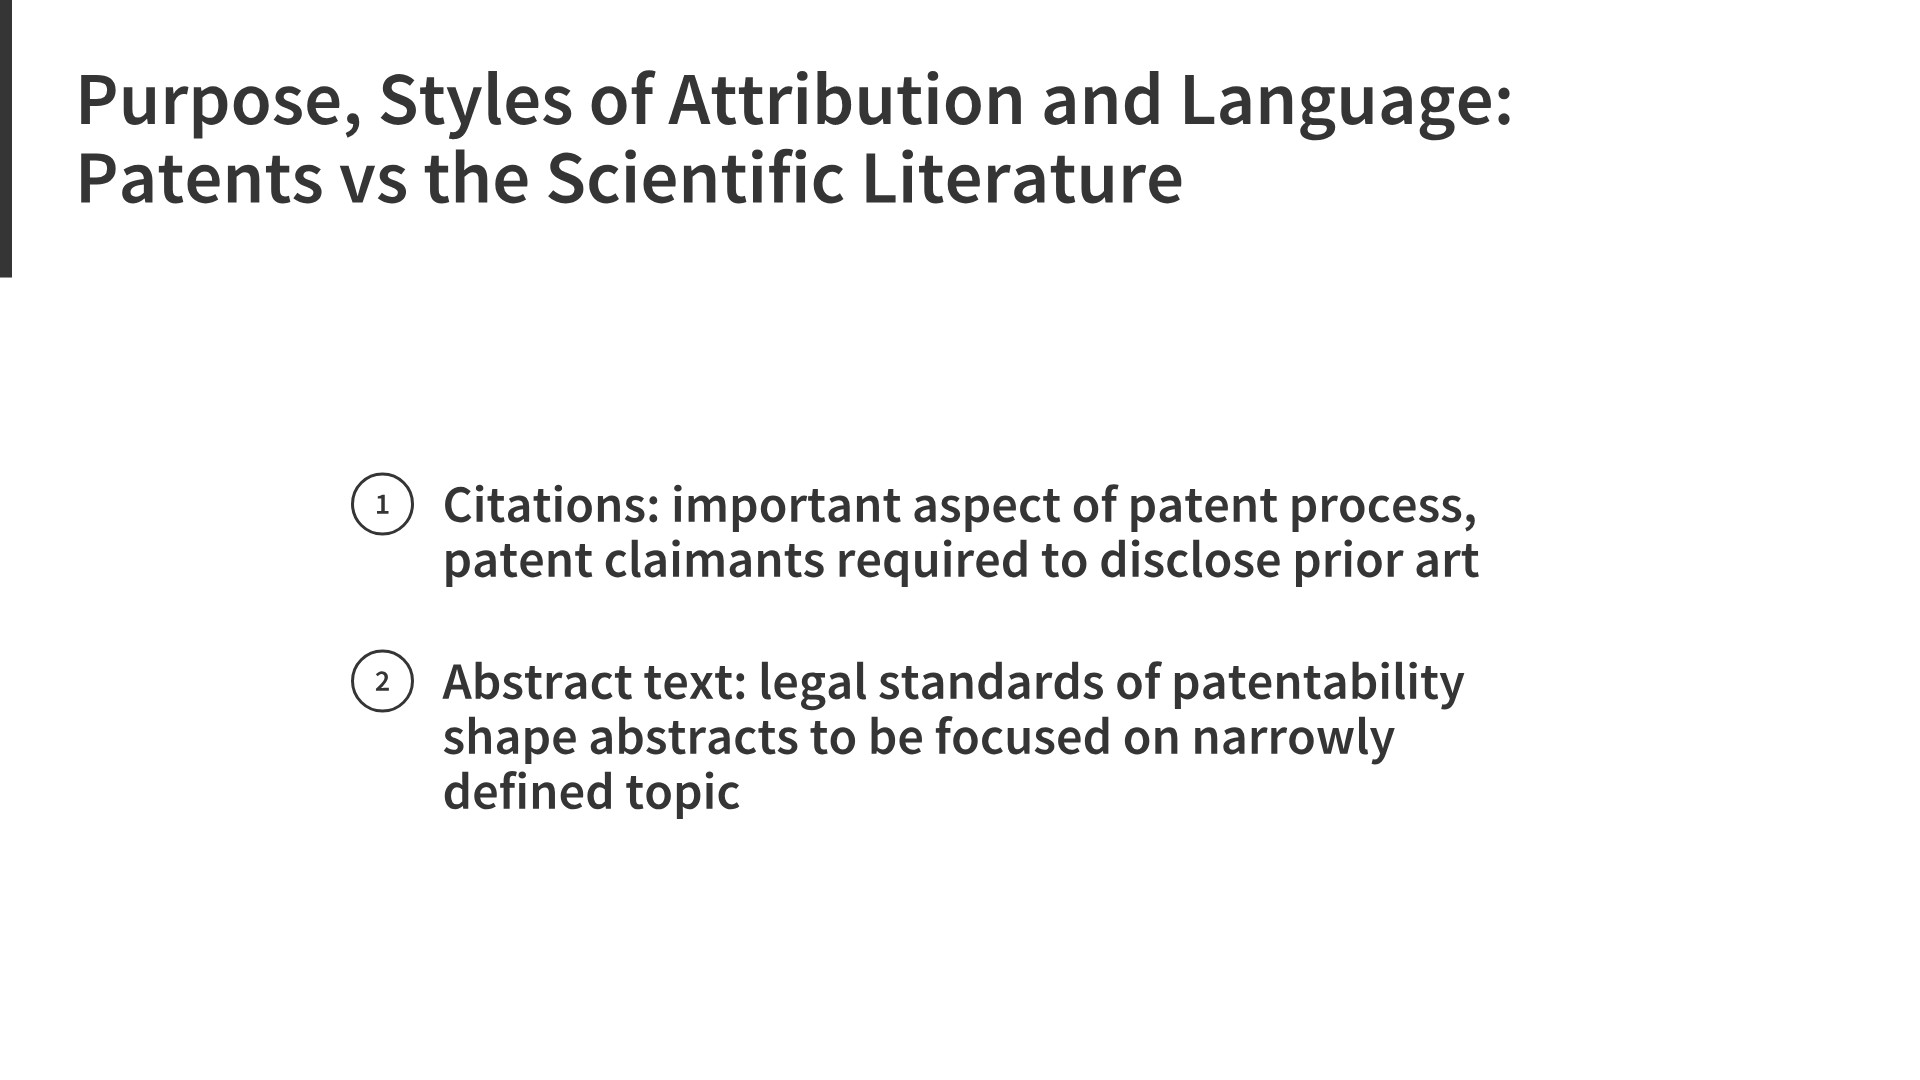 Purpose, Styles of Attribution and Language:
Patents vs the Scientific Literature
1 Citations: important aspect of patent process,
patent claimants required to disclose prior art
2 Abstract text: legal standards of patentability
shape abstracts to be focused on narrowly
defined topic